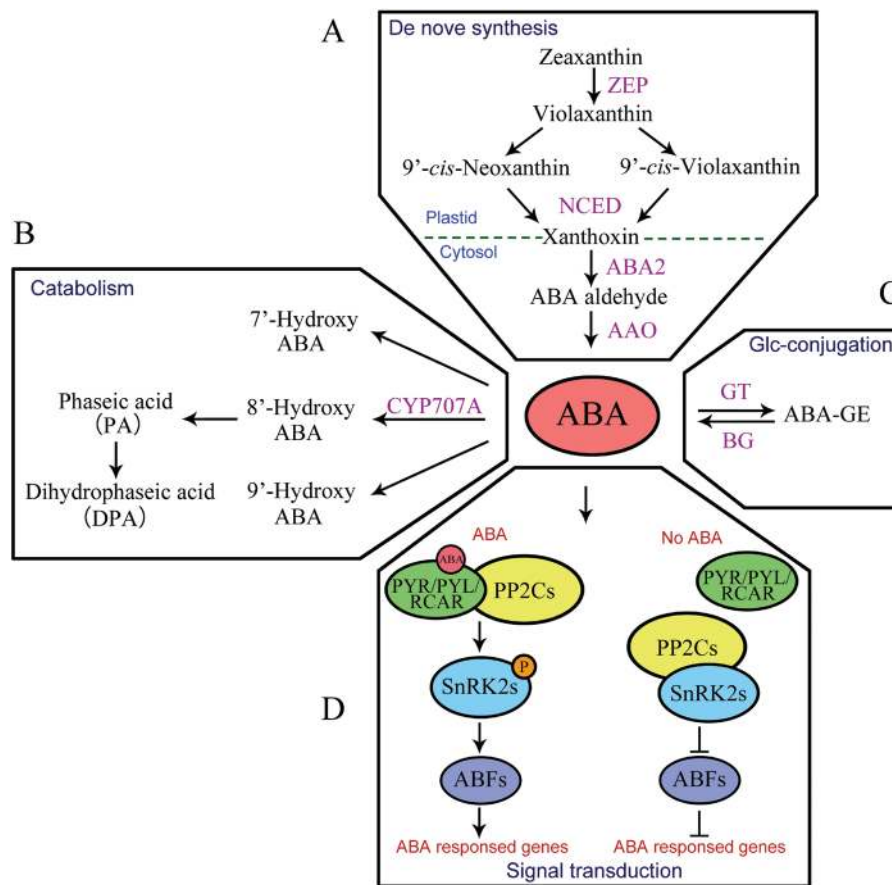 A
De nove synthesis
Zeaxanthin
ZEP
Violaxanthin
9’-cis-Neoxanthin 9’-cis-Violaxanthin
NCED
Plastid
Xanthoxin
Cytosol
ABA2
ABA aldehyde
AAO
B
Catabolism
7’-Hydroxy
ABA
Phaseic acid
(PA)
8’-Hydroxy
ABA
CYP707A
Dihydrophaseic acid
(DPA)
9’-Hydroxy
ABA
ABA
C
Glc-conjugation
GT
ABA-GE
BG
D
ABA
ABA
PYR/PYL/
RCAR
PP2Cs
P
SnRK2s
ABFs
ABA responsed genes
No ABA
PYR/PYL/
RCAR
PP2Cs
SnRK2s
ABFs
ABA responsed genes
Signal transduction